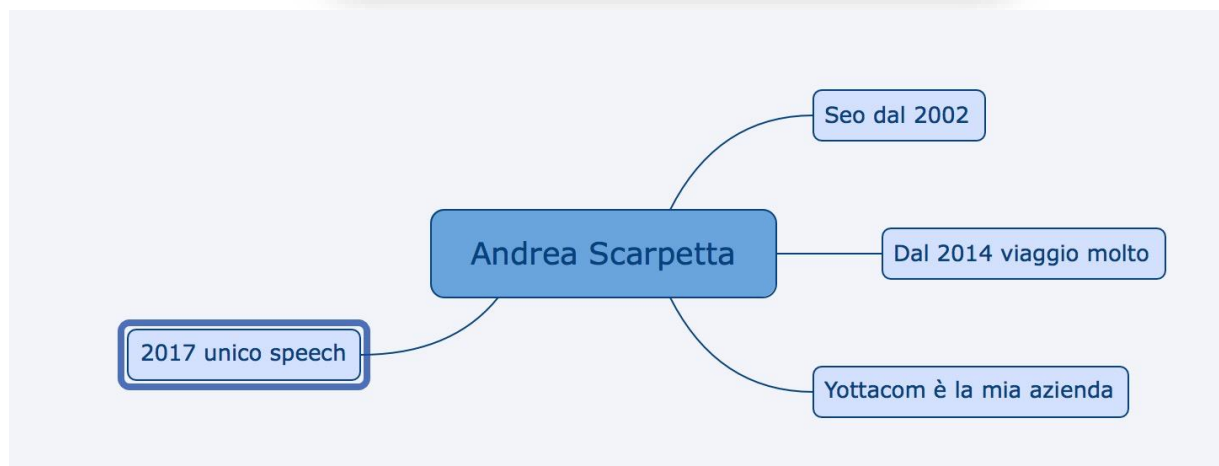 Seo dal 2002
Andrea Scarpetta
Dal 2014 viaggio molto
2017 unico speech
Yottacom è la mia azienda